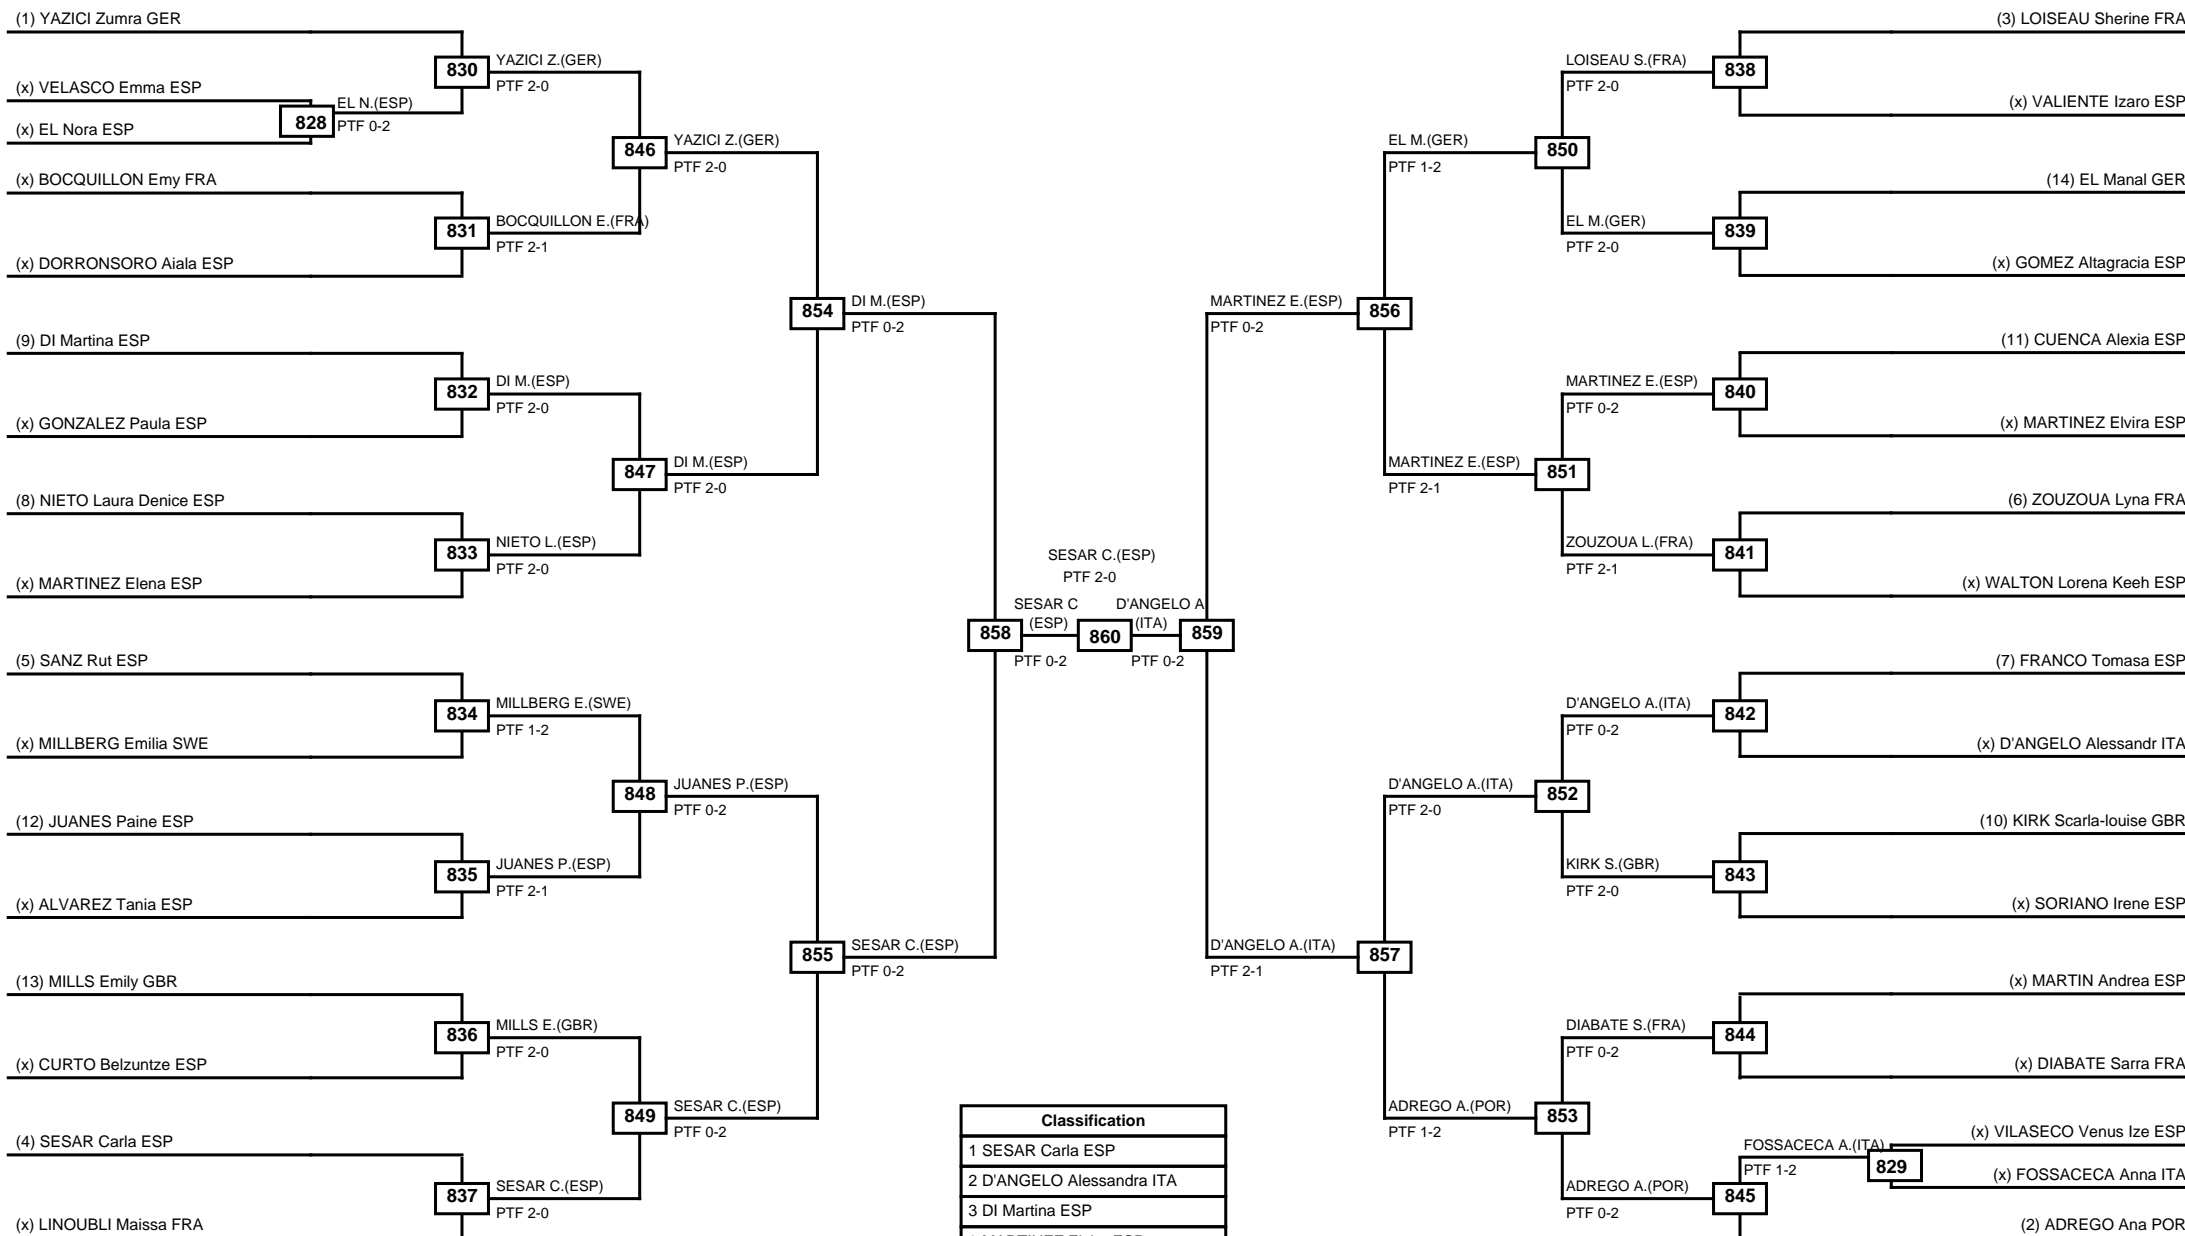 (1) YAZICI Zumra GER
(x) VELASCO Emma ESP
(x) EL Nora ESP
(x) BOCQUILLON Emy FRA
(x) DORRONSORO Aiala ESP
(9) DI Martina ESP
(x) GONZALEZ Paula ESP
(8) NIETO Laura Denice ESP
(x) MARTINEZ Elena ESP
(5) SANZ Rut ESP
(x) MILLBERG Emilia SWE
(12) JUANES Paine ESP
(x) ALVAREZ Tania ESP
(13) MILLS Emily GBR
(x) CURTO Belzuntze ESP
(4) SESAR Carla ESP
(x) LINOUBLI Maissa FRA
828
EL N.(ESP)
PTF 0-2
830
YAZICI Z.(GER)
PTF 2-0
831
BOCQUILLON E.(FRA)
PTF 2-1
832
DI M.(ESP)
PTF 2-0
833
NIETO L.(ESP)
PTF 2-0
834
MILLBERG E.(SWE)
PTF 1-2
835
JUANES P.(ESP)
PTF 2-1
836
MILLS E.(GBR)
PTF 2-0
837
SESAR C.(ESP)
PTF 2-0
846
YAZICI Z.(GER)
PTF 2-0
847
DI M.(ESP)
PTF 2-0
848
JUANES P.(ESP)
PTF 0-2
849
SESAR C.(ESP)
PTF 0-2
854
DI M.(ESP)
PTF 0-2
855
SESAR C.(ESP)
PTF 0-2
SESAR C.(ESP)
PTF 2-0
858
SESAR C
(ESP)
PTF 0-2
860
D'ANGELO A
(ITA)
PTF 0-2
859
MARTINEZ E.(ESP)
PTF 0-2
856
D'ANGELO A.(ITA)
PTF 2-1
857
EL M.(GER)
PTF 1-2
850
MARTINEZ E.(ESP)
PTF 2-1
851
D'ANGELO A.(ITA)
PTF 2-0
852
ADREGO A.(POR)
PTF 1-2
853
LOISEAU S.(FRA)
PTF 2-0
838
EL M.(GER)
PTF 2-0
839
MARTINEZ E.(ESP)
PTF 0-2
840
ZOUZOUA L.(FRA)
PTF 2-1
841
D'ANGELO A.(ITA)
PTF 0-2
842
KIRK S.(GBR)
PTF 2-0
843
DIABATE S.(FRA)
PTF 0-2
844
ADREGO A.(POR)
PTF 0-2
845
FOSSACECA A.(ITA)
PTF 1-2
829
(3) LOISEAU Sherine FRA
(x) VALIENTE Izaro ESP
(14) EL Manal GER
(x) GOMEZ Altagracia ESP
(11) CUENCA Alexia ESP
(x) MARTINEZ Elvira ESP
(6) ZOUZOUA Lyna FRA
(x) WALTON Lorena Keeh ESP
(7) FRANCO Tomasa ESP
(x) D'ANGELO Alessandr ITA
(10) KIRK Scarla-louise GBR
(x) SORIANO Irene ESP
(x) MARTIN Andrea ESP
(x) DIABATE Sarra FRA
(x) VILASECO Venus Ize ESP
(x) FOSSACECA Anna ITA
(2) ADREGO Ana POR
Classification
1 SESAR Carla ESP
2 D'ANGELO Alessandra ITA
3 DI Martina ESP